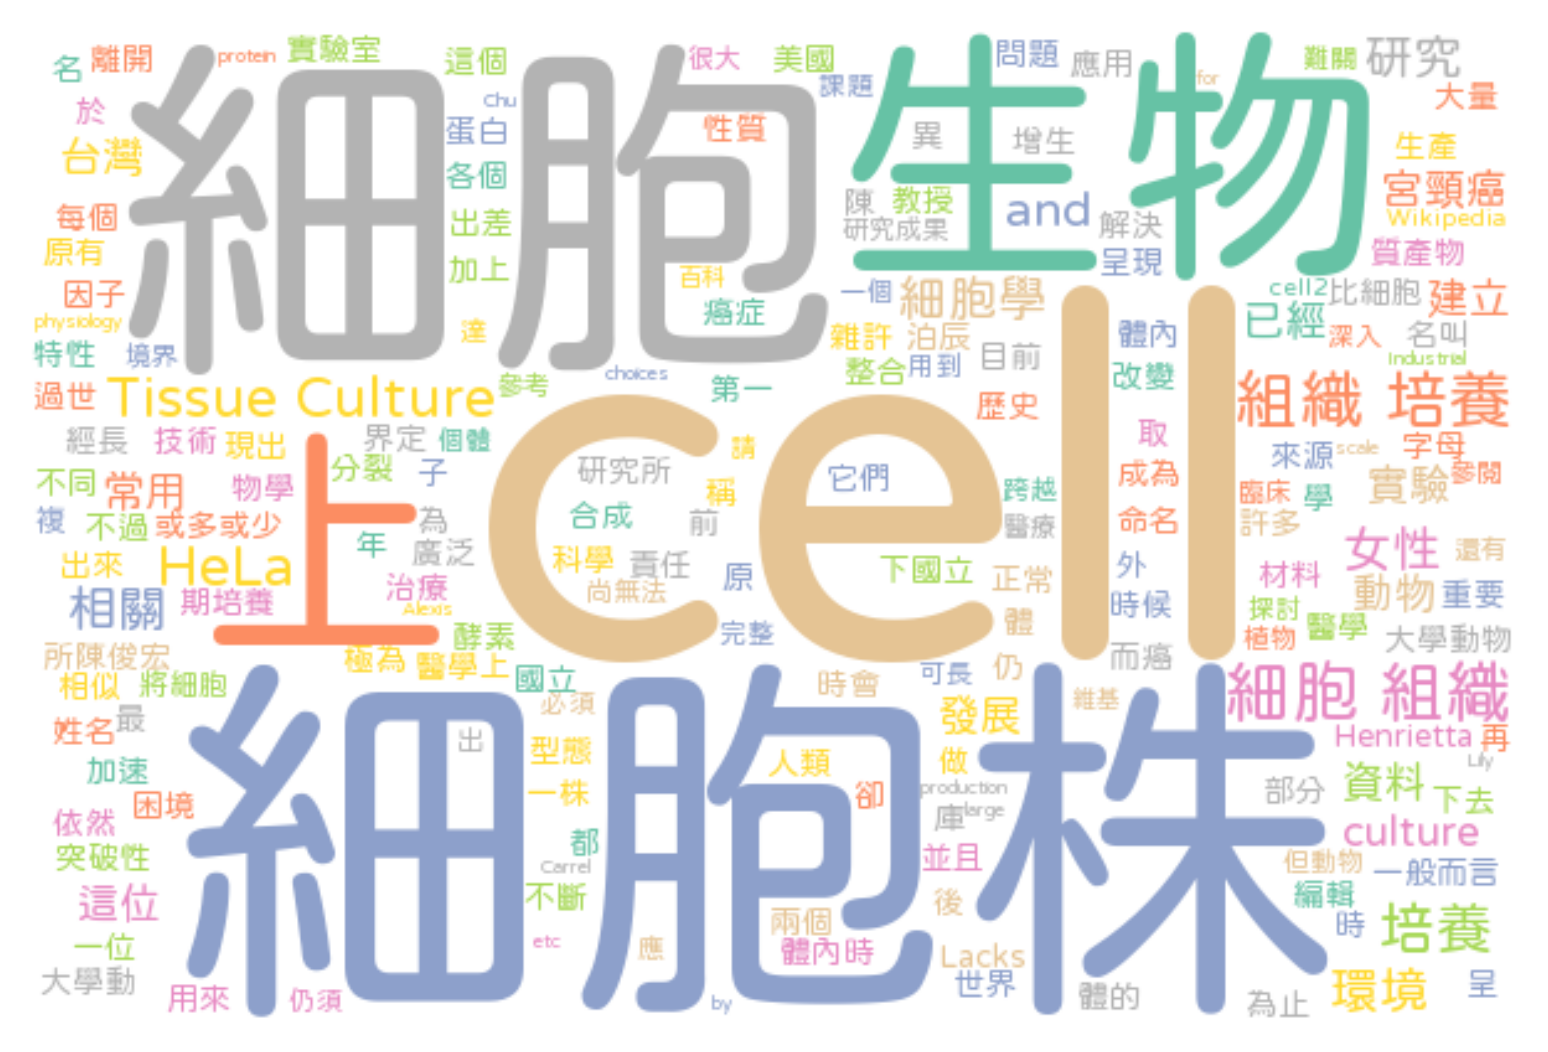 名 離開 protein 實驗室 這個 很大 美國 問題 應用 for 難關 研究
於 細胞 Chu 課題 生物 大量
台灣 蛋白 性質 異 增生 生產
各個 陳 教授 and 宮頸癌
每個 出差 研究成果 解決 Wikipedia
原有 加上 百科 呈現 質產物
因子 癌症 一個 細胞學 cell2 比細胞 建立
physiology 達 雜許 泊辰 體內 已經 深入 名叫
特性 境界 choices 整合 用到 目前 Industrial
過世 Tissue Culture 參考 第一 改變 組織 培養
歷史
經長 技術 現出 界定 個體 請 取 來源 scale 字母
不同 常用 物學 分裂 子 研究所 cell 它們 成為 實驗 參閱
稱 跨越 臨床 學
複 不過 或多或少 上 為 合成 前 醫療 命名 許多
年 廣泛 女性 還有
出來 HeLa 科學 責任 原 下國立 正常 外 材料
相關 期培養 治療 尚無法 時候 動物 重要
Alexis 體 探討 醫學
酵素 完整 植物 大學動物
所陳俊宏 極為 醫學上 國立 時會 可長 仍 而癌
相似 將細胞 必須 維基 細胞 組織
姓名 最 出 型態 發展 Henrietta 再
加速 人類 做 Lily
困境 細胞株 一株 卻 production 部分 資料 下去
依然 庫 large culture
突破性 都 並且 但動物 一般而言
Carrel
這位 不斷 兩個 後 編輯
一位 etc 應 體內時 Lacks 時 培養
大學動 世界 環境 呈
用來 仍須 by 體的 為止